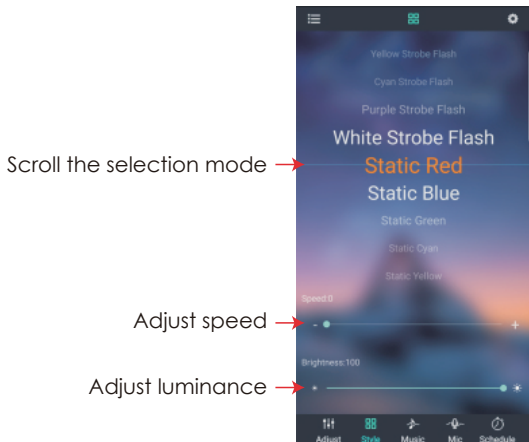 Yellow Strobe Flash
Cyan Strobe Flash
Purple Strobe Flash
White Strobe Flash
Scroll the selection mode
Static Red
Static Blue
Static Green
Static Cyan
Static Yellow
Speed:0
Adjust speed
- +
Brightness:100
Adjust luminance
Adjust Style Music Mic Schedule